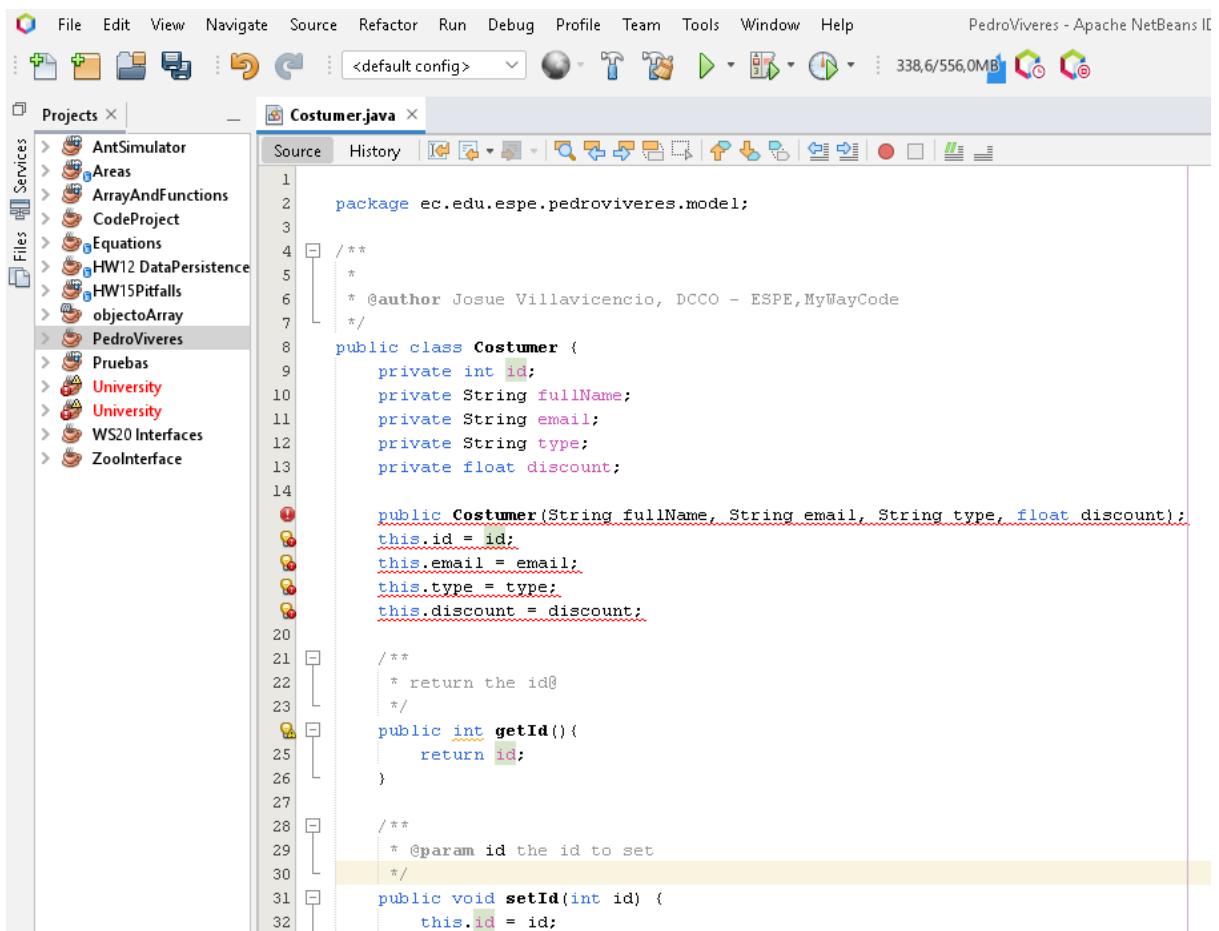 File Edit View Navigate Source Refactor Run Debug Profile Team Tools Window Help PedroViveres - Apache NetBeans ID
<default config> 338,6/556,0MB
Projects
Services
Files
AntSimulator
Areas
ArrayAndFunctions
CodeProject
Equations
HW12 DataPersistence
HW15Pitfalls
objectoArray
PedroViveres
Pruebas
University
University
WS20 Interfaces
ZooInterface
Costumer.java
Source History
1
2 package ec.edu.espe.pedroviveres.model;
3
4 /**
5 *
6 * @author Josue Villavicencio, DCCO - ESPE,MyWayCode
7 */
8 public class Costumer {
9 private int id;
10 private String fullName;
11 private String email;
12 private String type;
13 private float discount;
14
public Costumer(String fullName, String email, String type, float discount);
this.id = id;
this.email = email;
this.type = type;
this.discount = discount;
20
21 /**
22 * return the id@
23 */
public int getId(){
25 return id;
26 }
27
28 /**
29 * @param id the id to set
30 */
31 public void setId(int id) {
32 this.id = id;